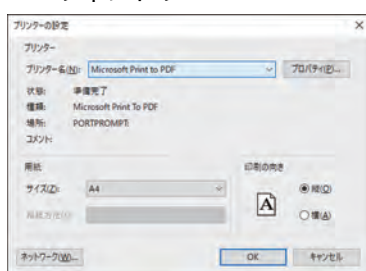 プリンターの設定
プリンター
プリンター名(N): Microsoft Print to PDF プロパティ(P)...
状態: 準備完了
種類: Microsoft Print To PDF
場所: PORTPROMPT:
コメント:
用紙
サイズ(Z): A4
印刷の向き
A
縦(O)
横(A)
ネットワーク(W)...
OK
キャンセル